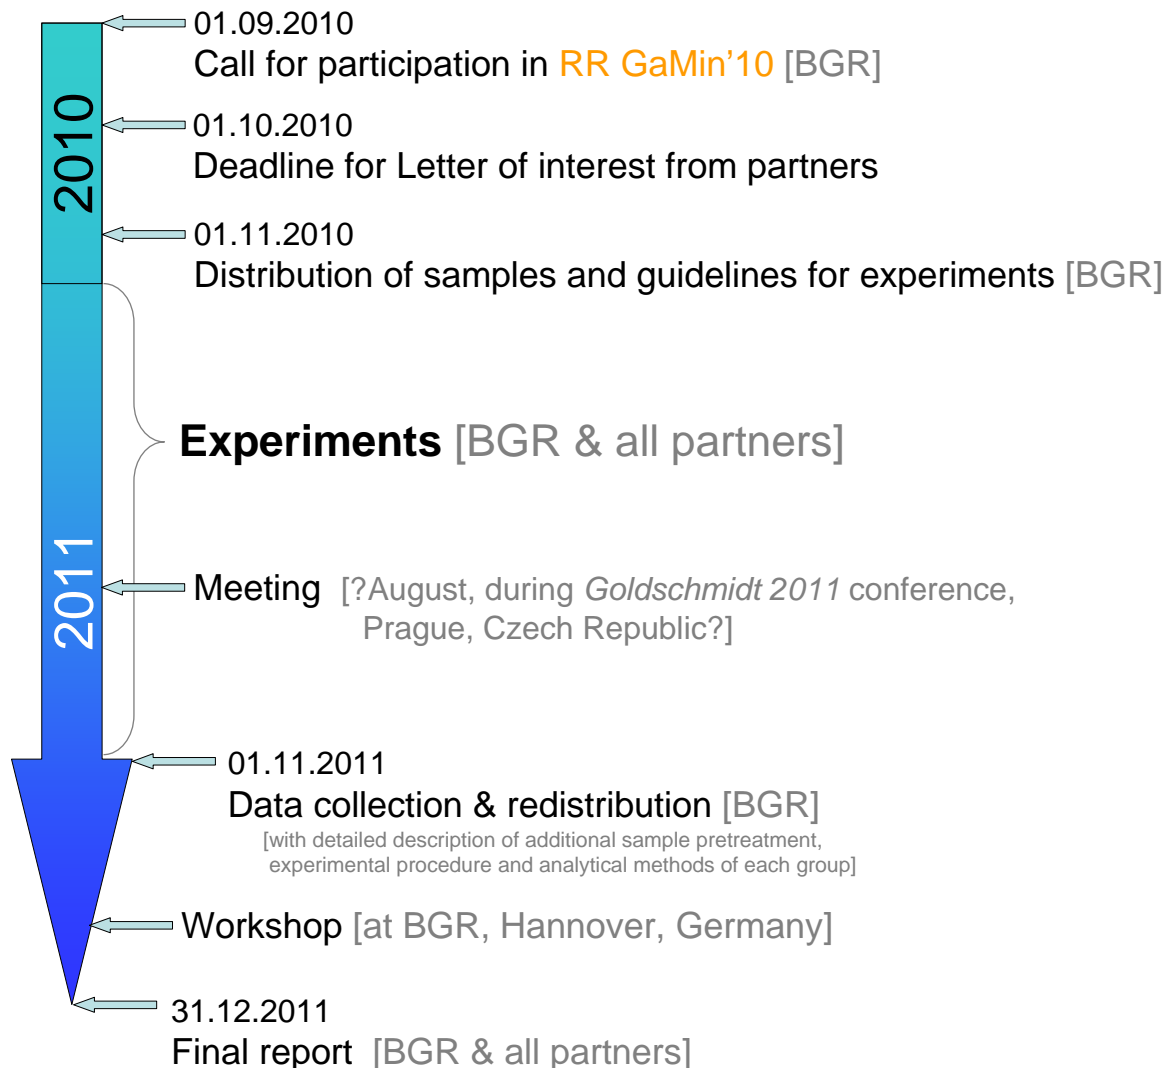 01.09.2010
Call for participation in RR GaMin’10 [BGR]
2010
01.10.2010
Deadline for Letter of interest from partners
01.11.2010
Distribution of samples and guidelines for experiments [BGR]
Experiments [BGR & all partners]
2011
Meeting [?August, during Goldschmidt 2011 conference,
Prague, Czech Republic?]
01.11.2011
Data collection & redistribution [BGR]
[with detailed description of additional sample pretreatment,
experimental procedure and analytical methods of each group]
Workshop [at BGR, Hannover, Germany]
31.12.2011
Final report [BGR & all partners]